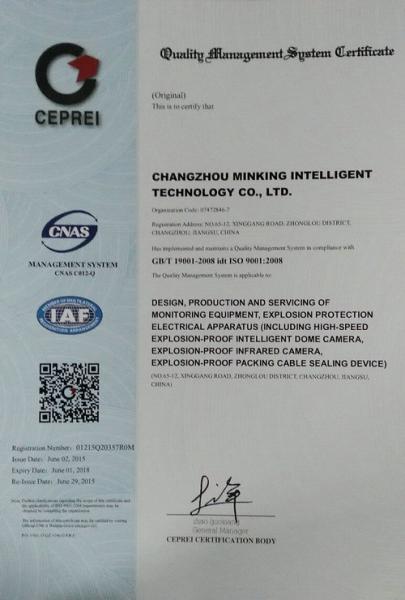 CEPREI
Quality Management System Certificate
(Original)
This is to certify that
CHANGZHOU MINKING INTELLIGENT
TECHNOLOGY CO., LTD.
Organization Code: 07472846-7
Registration Address: NO.65-12, XINGGANG ROAD, ZHONGLOU DISTRICT,
CHANGZHOU, JIANGSU, CHINA
Has implemented and maintains a Quality Management System in compliance with
GB/T 19001-2008 idt ISO 9001:2008
The Quality Management System is applicable to:
DESIGN, PRODUCTION AND SERVICING OF
MONITORING EQUIPMENT, EXPLOSION PROTECTION
ELECTRICAL APPARATUS (INCLUDING HIGH-SPEED
EXPLOSION-PROOF INTELLIGENT DOME CAMERA,
EXPLOSION-PROOF INFRARED CAMERA,
EXPLOSION-PROOF PACKING CABLE SEALING DEVICE)
(NO.65-12, XINGGANG ROAD, ZHONGLOU DISTRICT, CHANGZHOU, JIANGSU,
CHINA)
CNAS
MANAGEMENT SYSTEM
CNAS C012-Q
IAF
Registration Number: 01215Q20357R0M
Issue Date: June 02, 2015
Expiry Date: June 01, 2018
Re-Issue Date: June 29, 2015
General Manager
CEPREI CERTIFICATION BODY